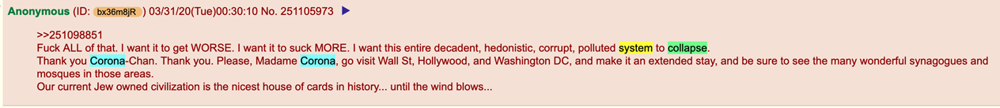 Anonymous (ID: bx36m8jR ) 03/31/20(Tue)00:30:10 No. 251105973
>>251098851
Fuck ALL of that. I want it to get WORSE. I want it to suck MORE. I want this entire decadent, hedonistic, corrupt, polluted system to collapse.
Thank you Corona-Chan. Thank you. Please, Madame Corona, go visit Wall St, Hollywood, and Washington DC, and make it an extended stay, and be sure to see the many wonderful synagogues and
mosques in those areas.
Our current Jew owned civilization is the nicest house of cards in history... until the wind blows...